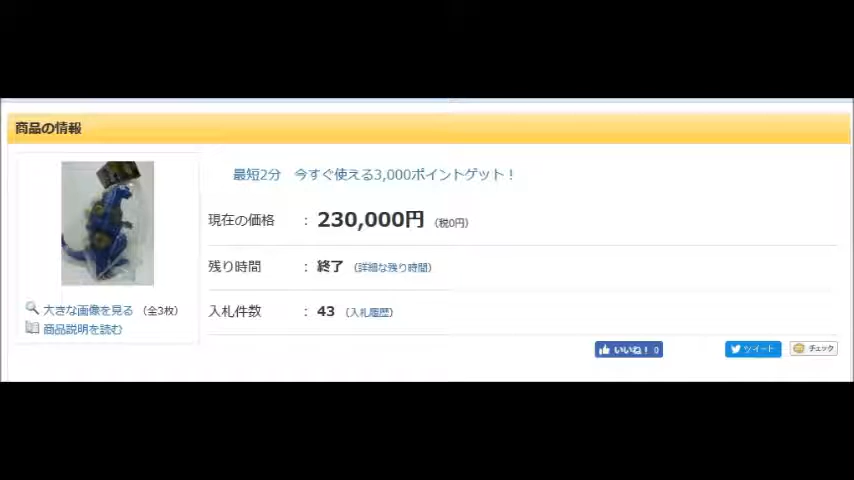 商品の情報
最短2分 今すぐ使える3,000ポイントゲット！
現在の価格 ： 230,000円 （税0円）
残り時間 ： 終了 （詳細な残り時間）
入札件数 ： 43 （入札履歴）
大きな画像を見る （全3枚）
商品説明を読む
いいね！ 0
ツイート
チェック